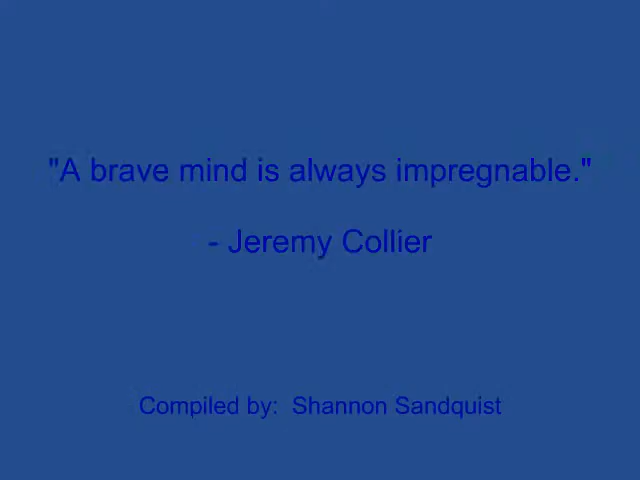 "A brave mind is always impregnable."
- Jeremy Collier
Compiled by:  Shannon Sandquist